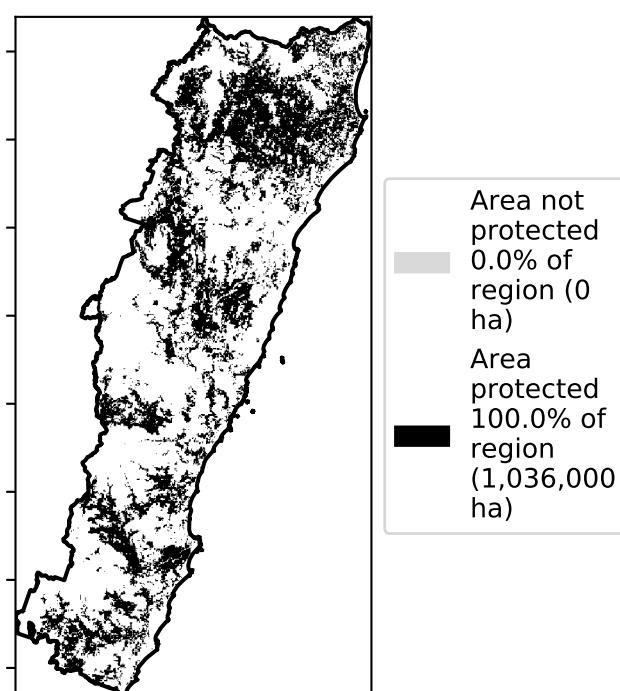 Area not
protected
0.0% of
region (0
ha)
Area
protected
100.0% of
region
(1,036,000
ha)